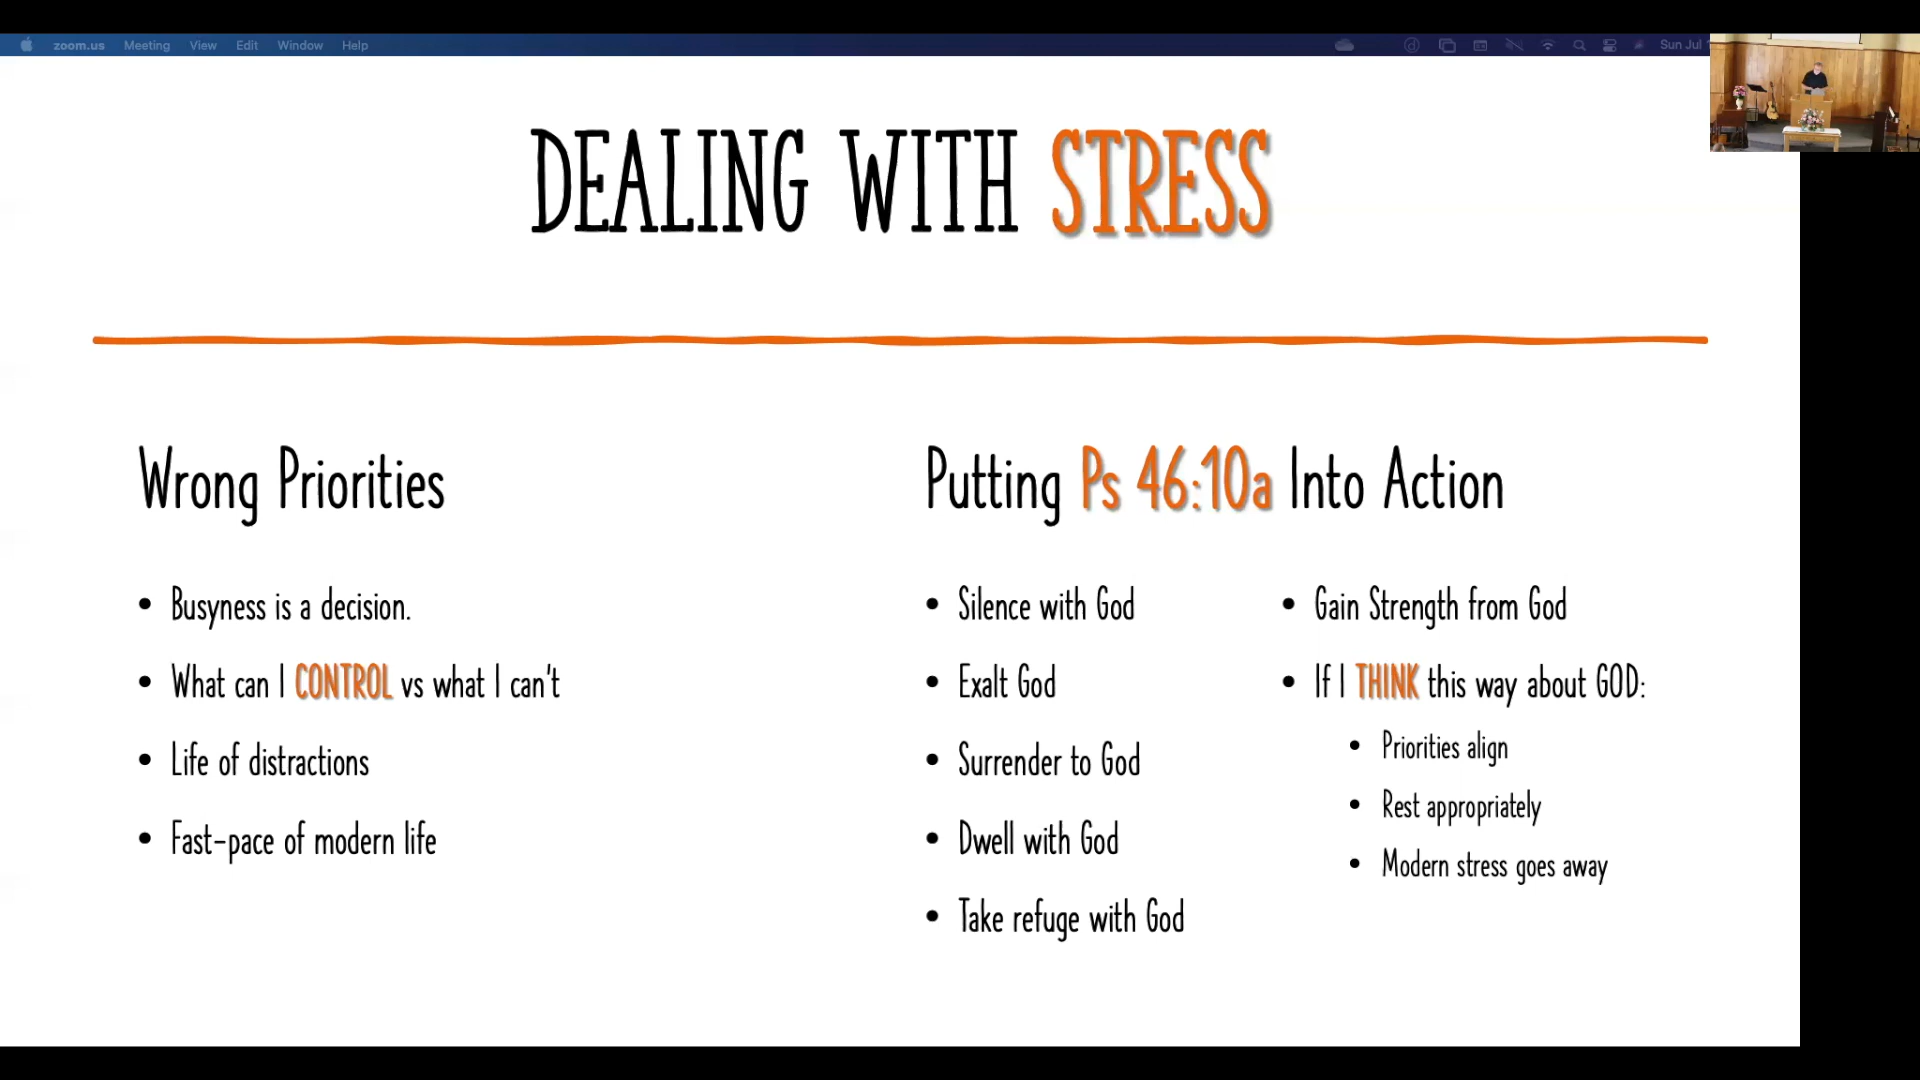 zoom.us Meeting View Edit Window Help Sun Jul
DEALING WITH STRESS
Wrong Priorities
• Busyness is a decision.
• What can I CONTROL vs what I can't
• Life of distractions
• Fast-pace of modern life
Putting Ps 46:10a Into Action
• Silence with God
• Exalt God
• Surrender to God
• Dwell with God
• Take refuge with God
• Gain Strength from God
• If I THINK this way about GOD:
• Priorities align
• Rest appropriately
• Modern stress goes away